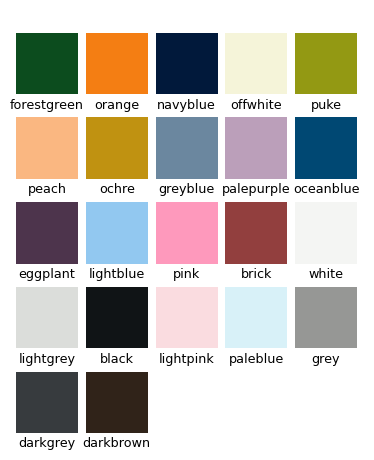 forestgreen orange navyblue offwhite puke
peach ochre greyblue palepurple oceanblue
eggplant lightblue pink brick white
lightgrey black lightpink paleblue grey
darkgrey darkbrown